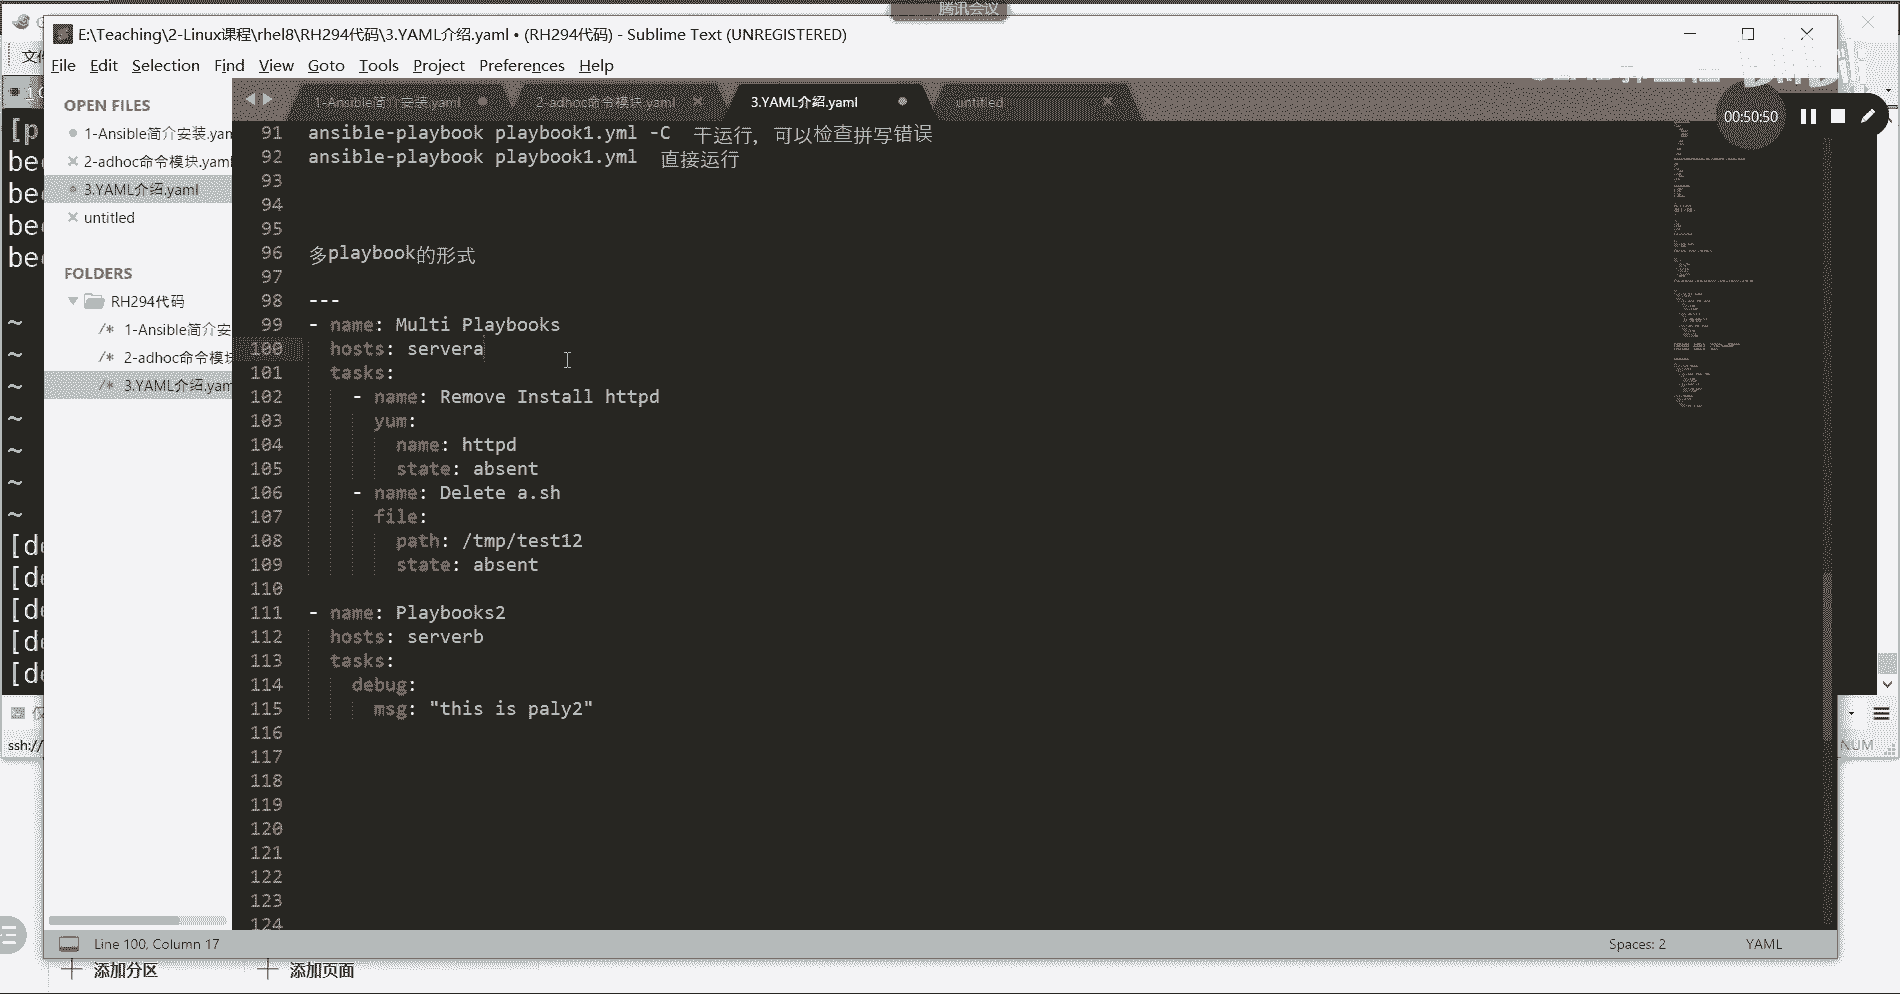 腾讯会议
E:\Teaching\2-Linux课程\rhel8\RH294代码\3.YAML介绍.yaml • (RH294代码) - Sublime Text (UNREGISTERED)
File Edit Selection Find View Goto Tools Project Preferences Help
OPEN FILES
1-Ansible简介安装.yan
2-adhoc命令模块.yaml
3.YAML介绍.yaml
untitled
FOLDERS
RH294代码
/* 1-Ansible简介安
/* 2-adhoc命令模块
/* 3.YAML介绍.yam
1-Ansible简介安装.yaml
2-adhoc命令模块.yaml
3.YAML介绍.yaml
untitled
00:50:50
91 ansible-playbook playbook1.yml -C 干运行，可以检查拼写错误
92 ansible-playbook playbook1.yml 直接运行
93
94
95
96 多playbook的形式
97
98 ---
99 - name: Multi Playbooks
100 hosts: servera
101 tasks:
102 - name: Remove Install httpd
103 yum:
104 name: httpd
105 state: absent
106 - name: Delete a.sh
107 file:
108 path: /tmp/test12
109 state: absent
110
111 - name: Playbooks2
112 hosts: serverb
113 tasks:
114 debug:
115 msg: "this is paly2"
116
117
118
119
120
121
122
123
124
Line 100, Column 17
Spaces: 2
YAML
文件
[p
bec
bec
bec
bec
~
~
~
~
~
~
~
[de
[de
[de
[de
[de
仅
ssh://
NUM
添加分区
添加页面